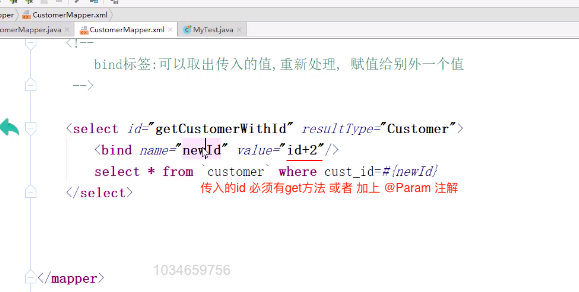 pper CustomerMapper.xml
omerMapper.java CustomerMapper.xml MyTest.java
<!--
bind标签:可以取出传入的值,重新处理, 赋值给别外一个值
-->
<select id="getCustomerWithId" resultType="Customer">
<bind name="newId" value="id+2"/>
select * from `customer` where cust_id=#{newId}
传入的id 必须有get方法 或者 加上 @Param 注解
</select>
</mapper>
1034659756